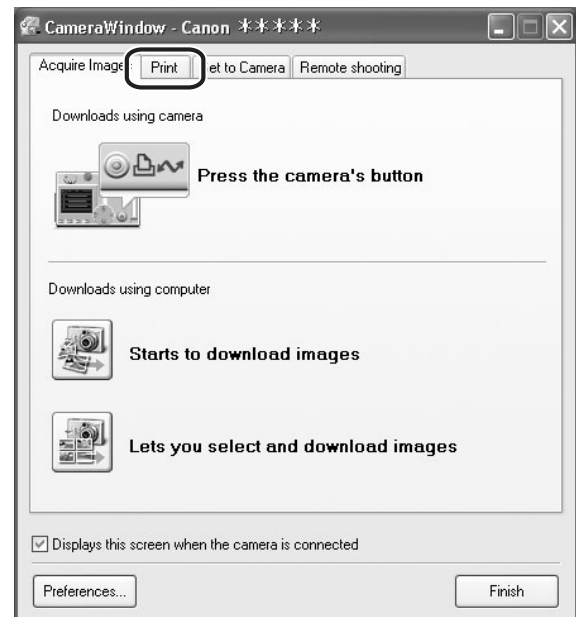 CameraWindow - Canon *****
Acquire Image Print et to Camera Remote shooting
Downloads using camera
Press the camera's button
Downloads using computer
Starts to download images
Lets you select and download images
Displays this screen when the camera is connected
Preferences... Finish